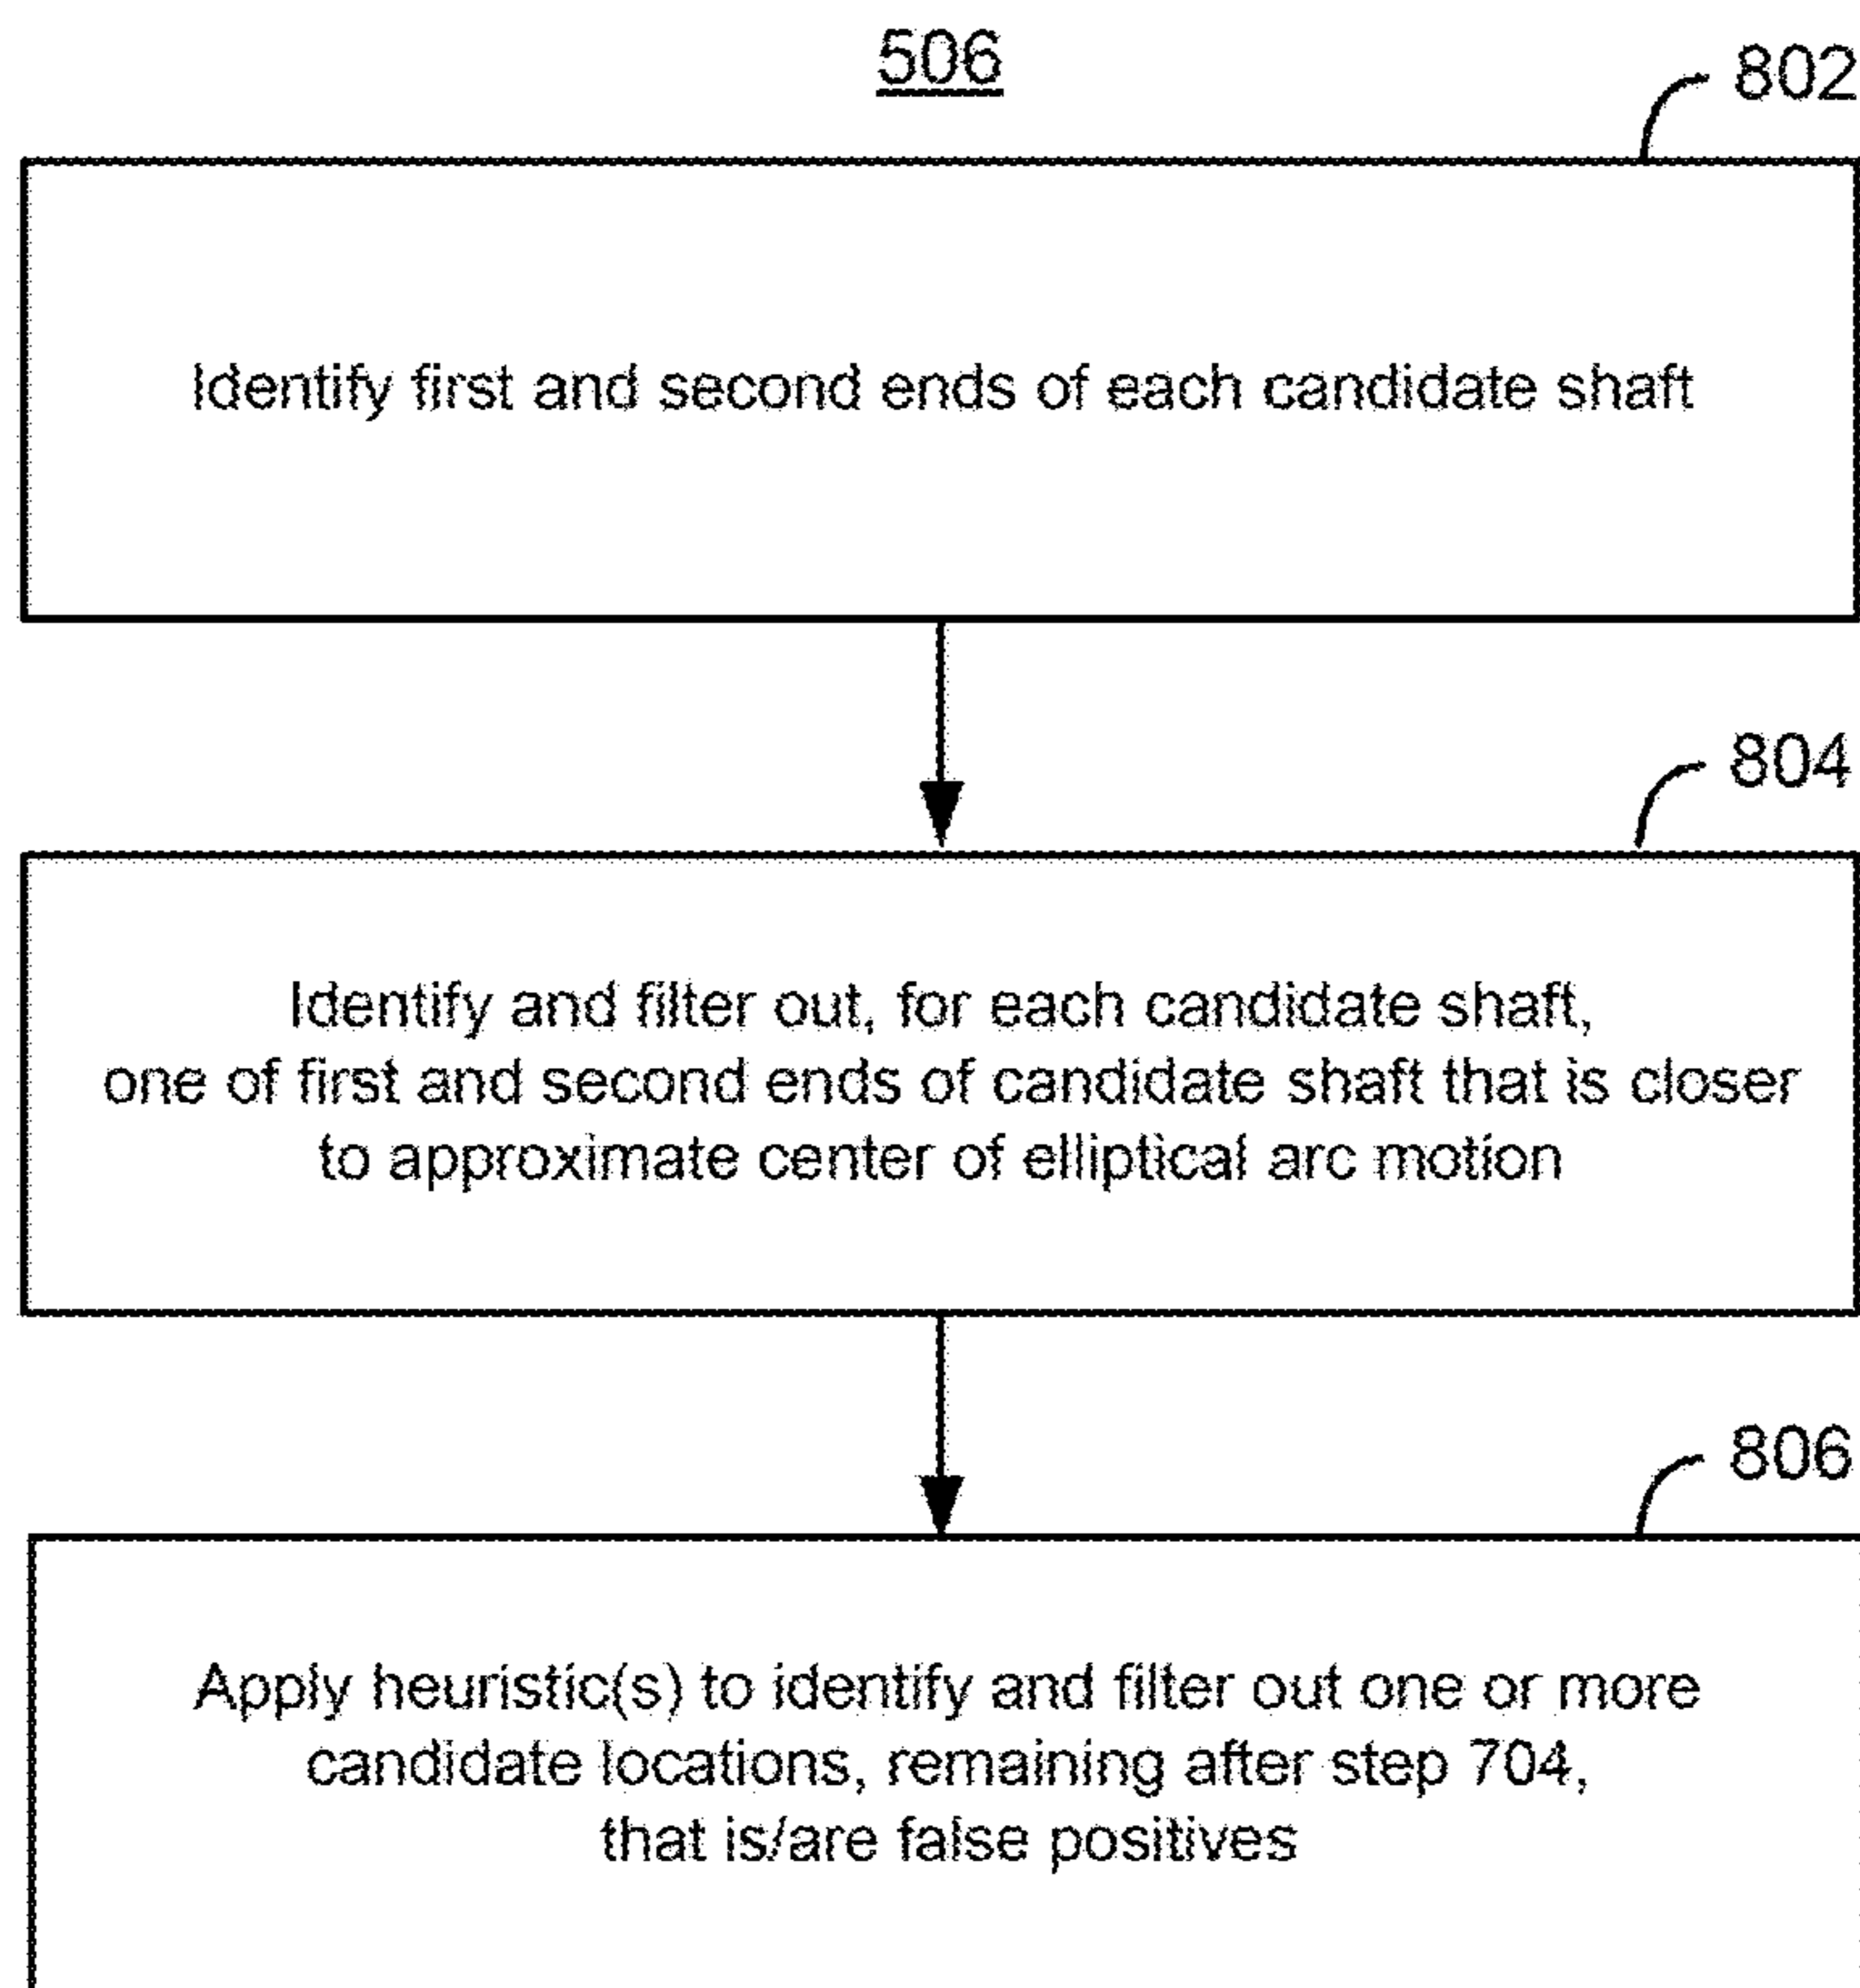 506
802
Identify first and second ends of each candidate shaft
804
Identify and filter out, for each candidate shaft,
one of first and second ends of candidate shaft that is closer
to approximate center of elliptical arc motion
806
Apply heuristic(s) to identify and filter out one or more
candidate locations, remaining after step 704,
that is/are false positives